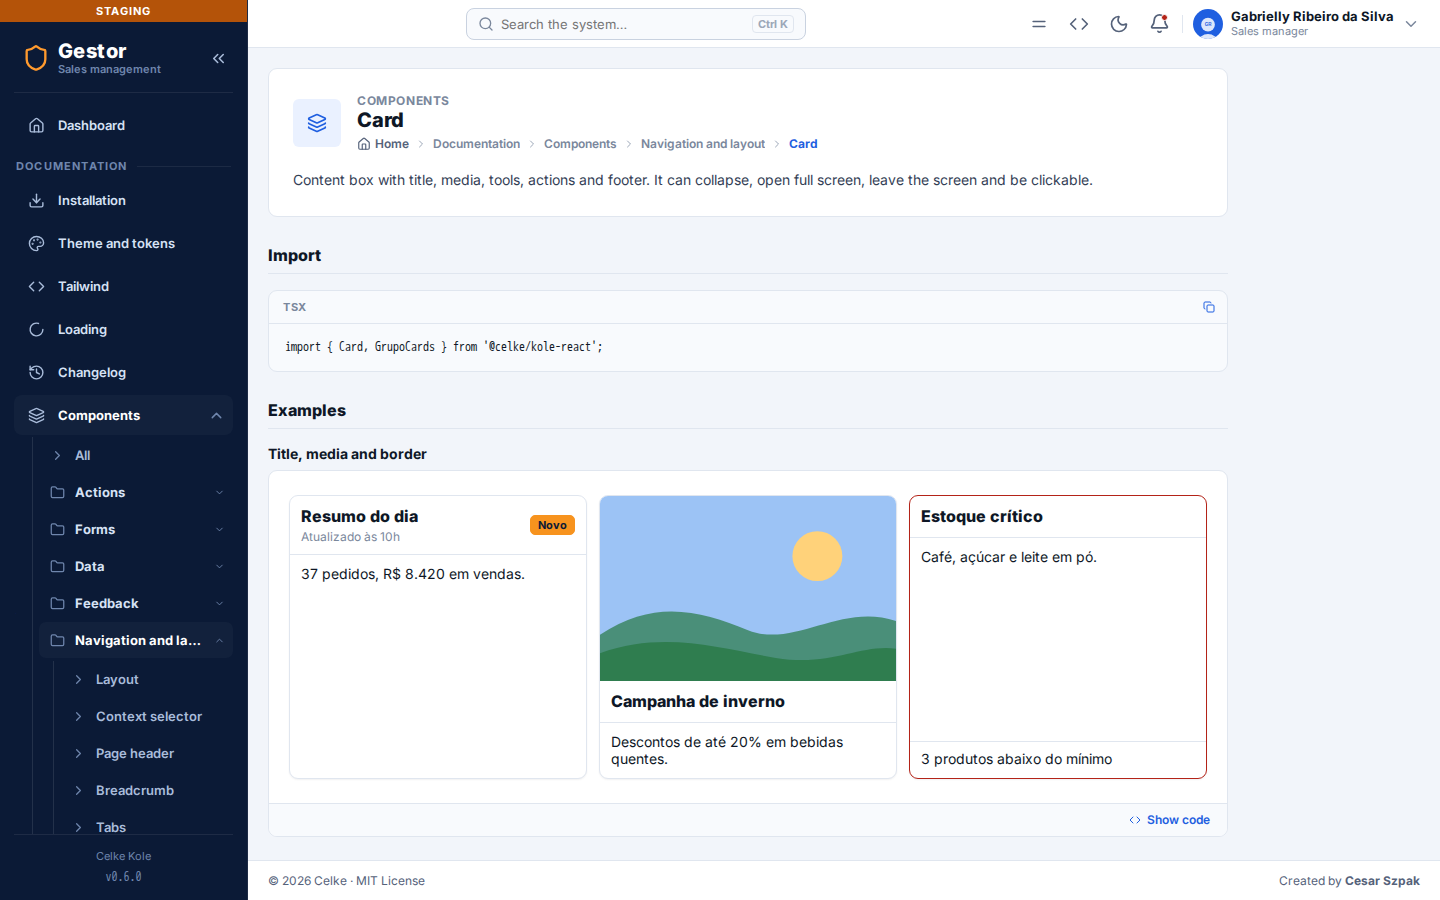 STAGING
Gestor
Sales management
Dashboard
DOCUMENTATION
Installation
Theme and tokens
Tailwind
Loading
Changelog
Components
All
Actions
Forms
Data
Feedback
Navigation and la...
Layout
Context selector
Page header
Breadcrumb
Tabs
Celke Kole
v0.6.0
Search the system...
Ctrl K
GR
Gabrielly Ribeiro da Silva
Sales manager
COMPONENTS
Card
Home
Documentation
Components
Navigation and layout
Card
Content box with title, media, tools, actions and footer. It can collapse, open full screen, leave the screen and be clickable.
Import
TSX
import { Card, GrupoCards } from '@celke/kole-react';
Examples
Title, media and border
Resumo do dia
Atualizado às 10h
Novo
37 pedidos, R$ 8.420 em vendas.
Campanha de inverno
Descontos de até 20% em bebidas
quentes.
Estoque crítico
Café, açúcar e leite em pó.
3 produtos abaixo do mínimo
Show code
© 2026 Celke · MIT License
Created by Cesar Szpak